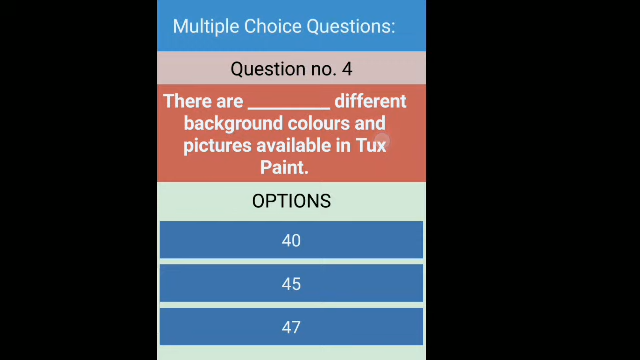 Multiple Choice Questions:
Question no. 4
There are _________ different
background colours and
pictures available in Tux
Paint.
OPTIONS
40
45
47